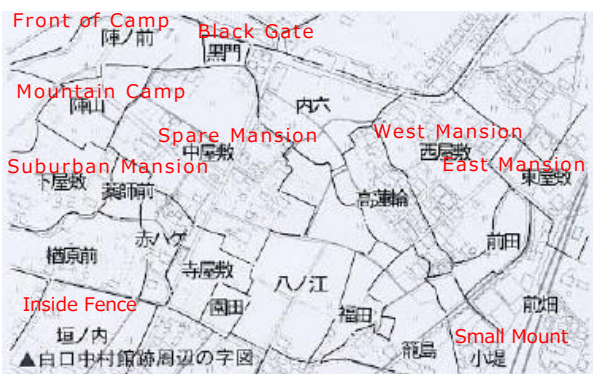 Front of Camp
陣ノ前
Black Gate
黒門
Mountain Camp
陣山
内六
Spare Mansion
中屋敷
West Mansion
西屋敷
East Mansion
東屋敷
Suburban Mansion
下屋敷
薬師前
高蓮輪
赤ハゲ
前田
楢原前
寺屋敷
八ノ江
Inside Fence
園田
福田
前畑
垣ノ内
Small Mount
籠島
小堤
▲白口中村館跡周辺の字図